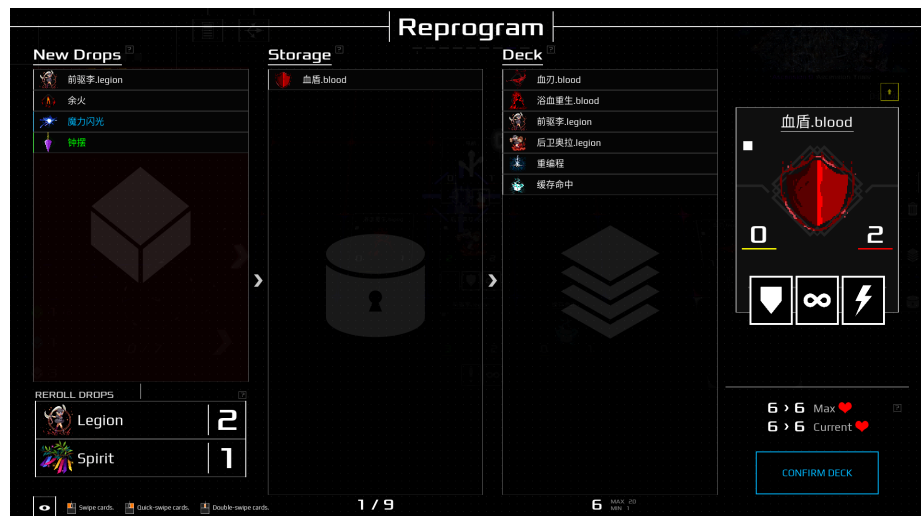 Reprogram
New Drops ?
前驱李.legion
余火
魔力闪光
钟摆
REROLL DROPS ?
Legion 2
Spirit 1
Swipe cards. Quick-swipe cards. Double-swipe cards.
Storage ?
血盾.blood
1 / 9
Deck ?
血刃.blood
浴血重生.blood
前驱李.legion
后卫奥拉.legion
重编程
缓存命中
6 MAX 20
MIN 1
血盾.blood
0 2
6 › 6 Max ?
6 › 6 Current
CONFIRM DECK